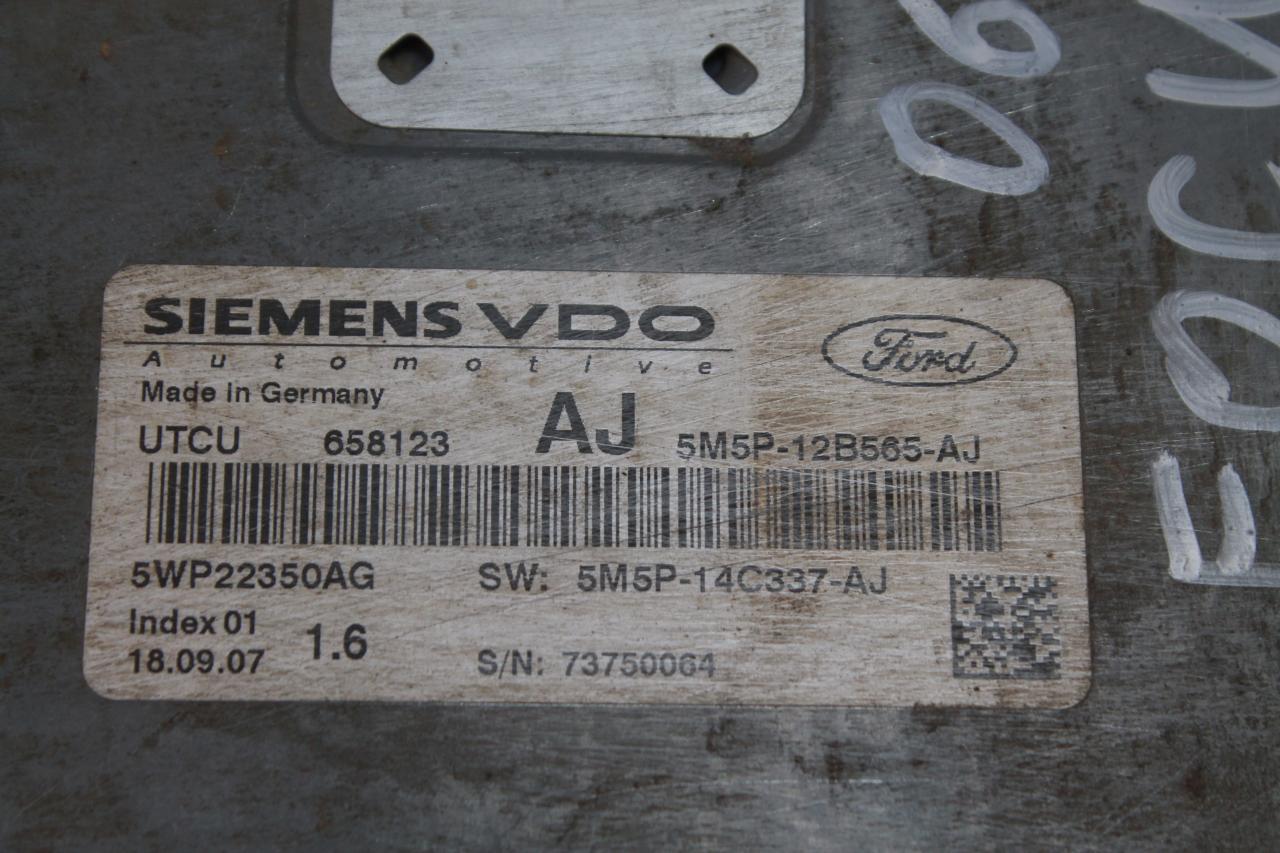 SIEMENS VDO
Automotive
Ford
Made in Germany
UTCU 658123 AJ 5M5P-12B565-AJ
5WP22350AG SW: 5M5P-14C337-AJ
Index 01 1.6
18.09.07 S/N: 73750064
06